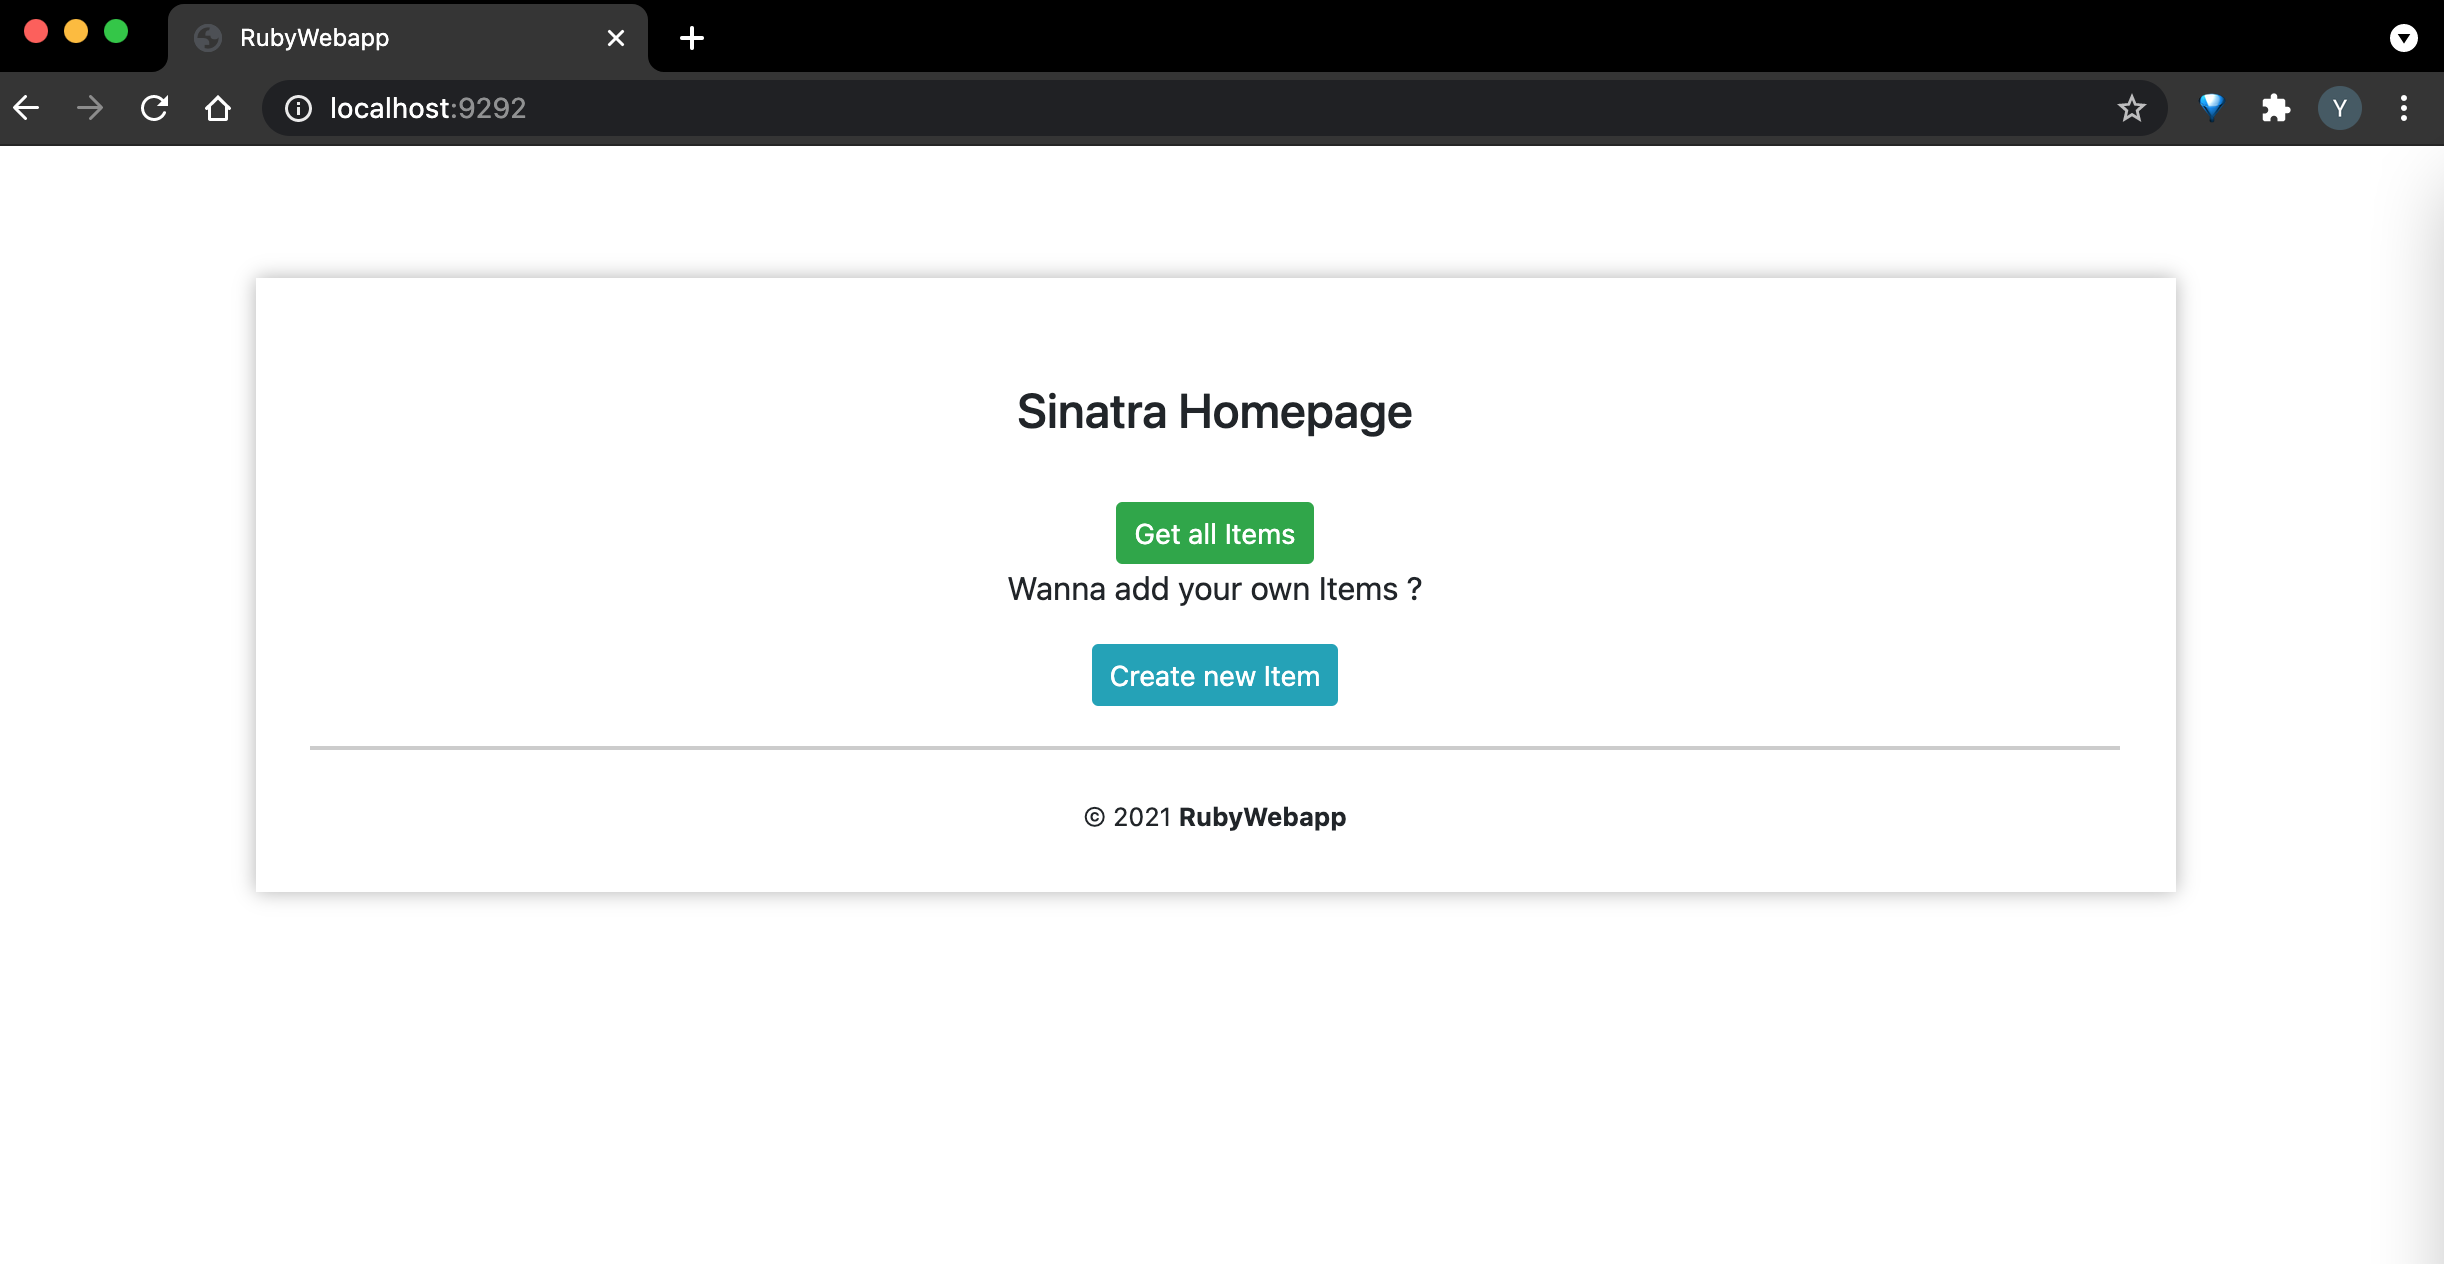 RubyWebapp
localhost:9292
Y
Sinatra Homepage
Get all Items
Wanna add your own Items ?
Create new Item
© 2021 RubyWebapp